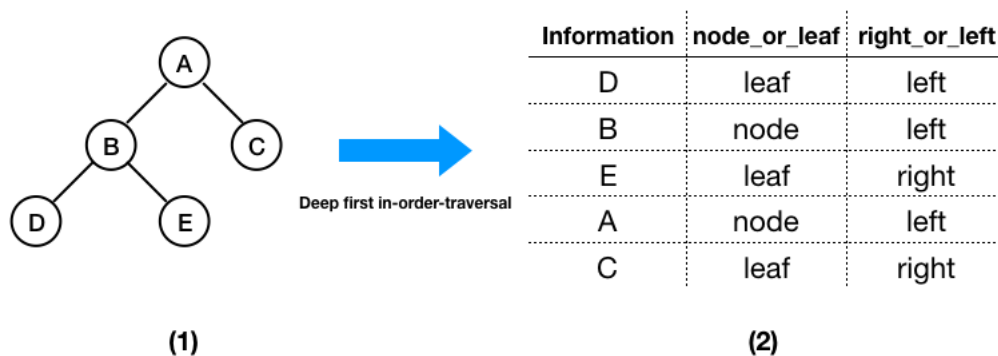 A
B
C
D
E
(1)
Deep first in-order-traversal
Information node_or_leaf right_or_left
D leaf left
B node left
E leaf right
A node left
C leaf right
(2)